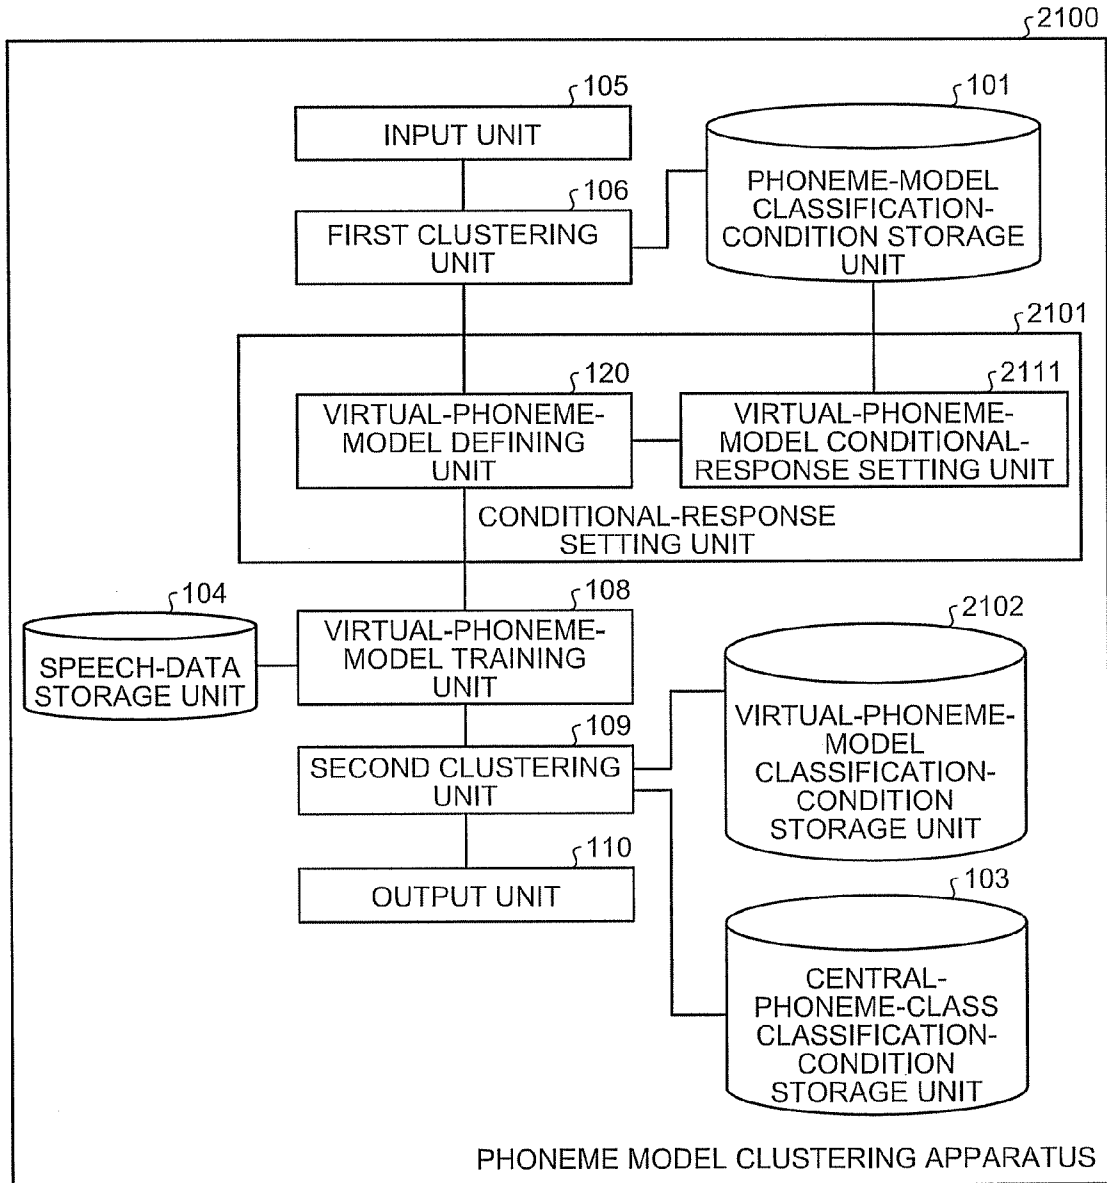 2100
105
INPUT UNIT
101
PHONEME-MODEL
CLASSIFICATION-
CONDITION STORAGE
UNIT
106
FIRST CLUSTERING
UNIT
2101
120
VIRTUAL-PHONEME-
MODEL DEFINING
UNIT
2111
VIRTUAL-PHONEME-
MODEL CONDITIONAL-
RESPONSE SETTING UNIT
CONDITIONAL-RESPONSE
SETTING UNIT
104
SPEECH-DATA
STORAGE UNIT
108
VIRTUAL-PHONEME-
MODEL TRAINING
UNIT
2102
VIRTUAL-PHONEME-
MODEL
CLASSIFICATION-
CONDITION
STORAGE UNIT
109
SECOND CLUSTERING
UNIT
110
OUTPUT UNIT
103
CENTRAL-
PHONEME-CLASS
CLASSIFICATION-
CONDITION
STORAGE UNIT
PHONEME MODEL CLUSTERING APPARATUS